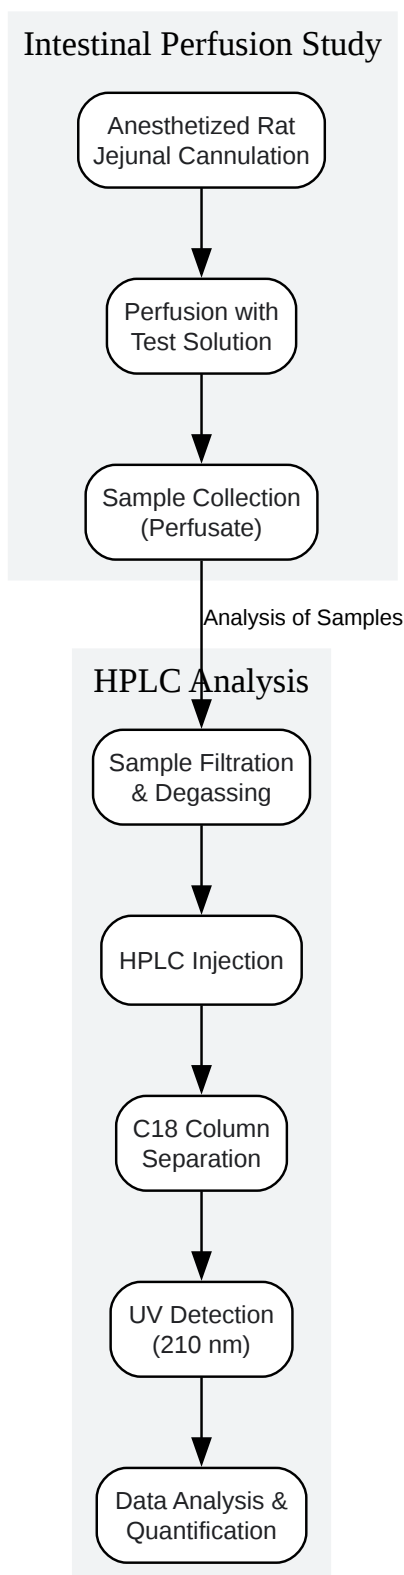 Intestinal Perfusion Study
Anesthetized Rat
Jejunal Cannulation
Perfusion with
Test Solution
Sample Collection
(Perfusate)
Analysis of Samples
HPLC Analysis
Sample Filtration
& Degassing
HPLC Injection
C18 Column
Separation
UV Detection
(210 nm)
Data Analysis &
Quantification